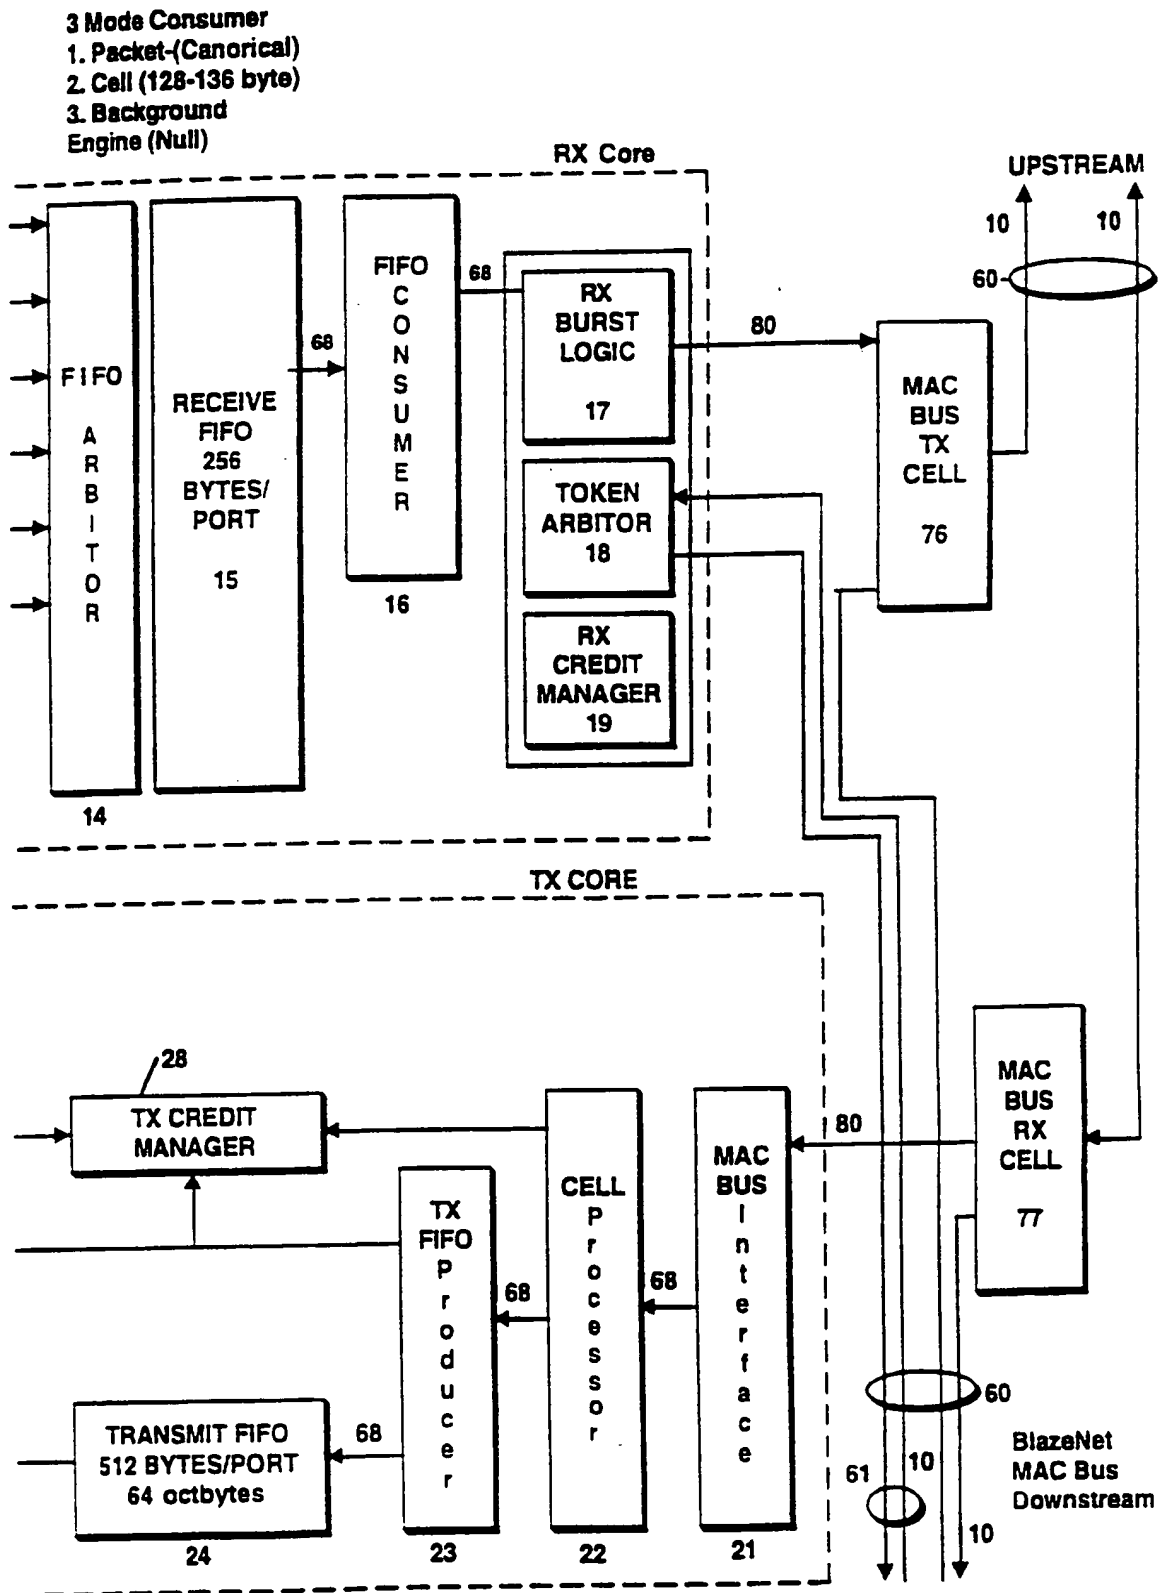 3 Mode Consumer
1. Packet-(Canorical)
2. Cell (128-136 byte)
3. Background
Engine (Null)
RX Core
UPSTREAM
10
10
60
FIFO
ARBITOR
14
RECEIVE
FIFO
256
BYTES/
PORT
15
68
FIFO
CONSUMER
16
68
RX
BURST
LOGIC
17
TOKEN
ARBITOR
18
RX
CREDIT
MANAGER
19
80
MAC
BUS
TX
CELL
76
TX CORE
28
TX CREDIT
MANAGER
TX
FIFO
Producer
23
68
CELL
Processor
22
68
MAC
BUS
Interface
21
80
MAC
BUS
RX
CELL
77
TRANSMIT FIFO
512 BYTES/PORT
64 octbytes
24
68
60
61
10
10
BlazeNet
MAC Bus
Downstream